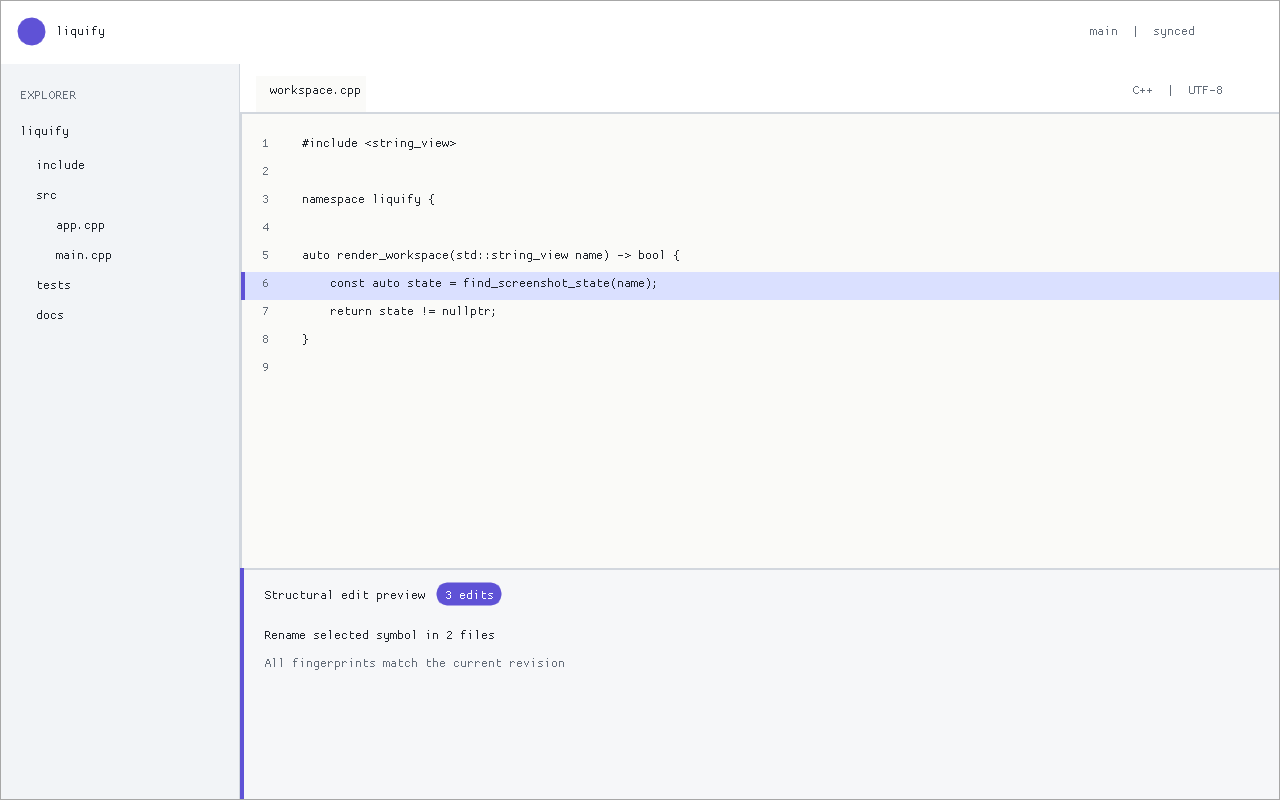 liquify
main | synced
EXPLORER
liquify
include
src
app.cpp
main.cpp
tests
docs
workspace.cpp
C++ | UTF-8
1 #include <string_view>
2
3 namespace liquify {
4
5 auto render_workspace(std::string_view name) -> bool {
6     const auto state = find_screenshot_state(name);
7     return state != nullptr;
8 }
9
Structural edit preview 3 edits
Rename selected symbol in 2 files
All fingerprints match the current revision